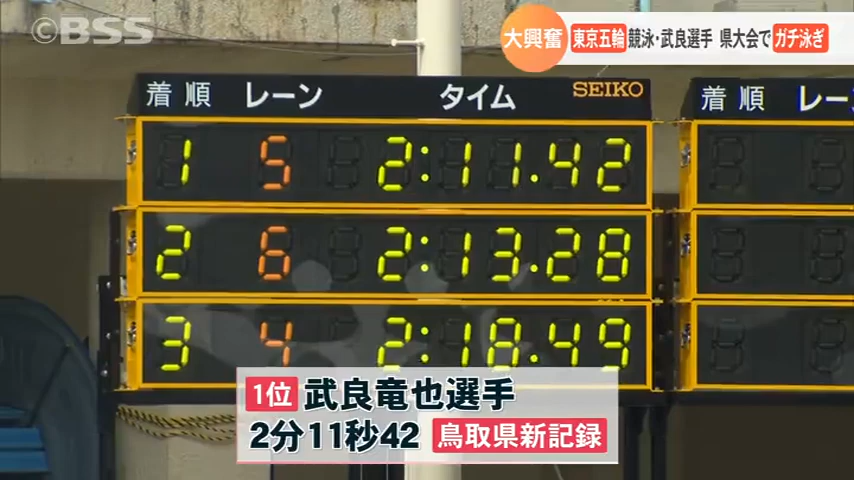 ©BSS
大興奮
東京五輪 競泳・武良選手 県大会でガチ泳ぎ
着順 レーン タイム SEIKO
1 5 2:11.42
2 6 2:13.28
3 4 2:18.49
着順 レー
1位 武良竜也選手
2分11秒42 鳥取県新記録